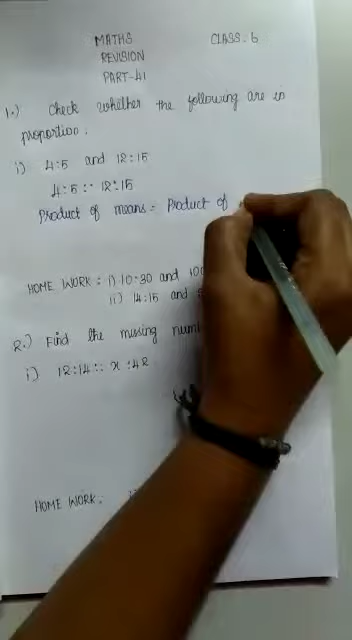 MATHS CLASS-6
REVISION
PART-41
1.) Check whether the following are in
proportion.
i) 4:5 and 12:15
4:5 :: 12:15
Product of means = Product of
HOME WORK: i) 10:30 and 100
ii) 14:15 and
2.) Find the missing num
i) 12:14 :: x :42
HOME WORK: